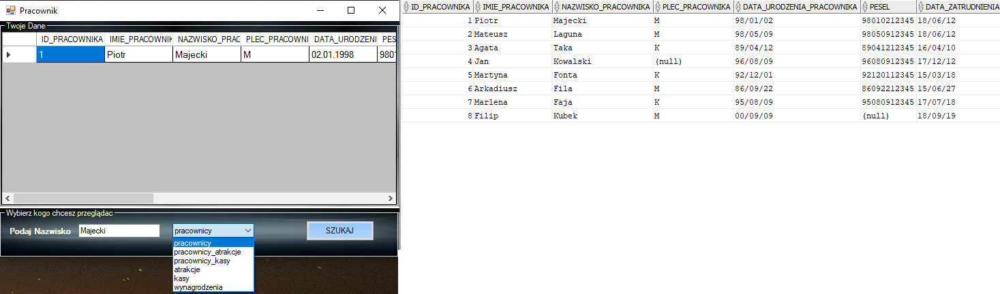 Pracownik
Twoje Dane
ID_PRACOWNIKA IMIE_PRACOWNIK NAZWISKO_PRAC PLEC_PRACOWNI DATA_URODZENI PES
1 Piotr Majecki M 02.01.1998 9801
Wybierz kogo chcesz przeglądac
Podaj Nazwisko Majecki pracownicy SZUKAJ
pracownicy
pracownicy_atrakcje
pracownicy_kasy
atrakcje
kasy
wynagrodzenia
ID_PRACOWNIKA IMIE_PRACOWNIKA NAZWISKO_PRACOWNIKA PLEC_PRACOWNIKA DATA_URODZENIA_PRACOWNIKA PESEL DATA_ZATRUDNIENIA
1 Piotr Majecki M 98/01/02 98010212345 18/06/12
2 Mateusz Laguna M 98/05/09 98050912345 18/06/12
3 Agata Taka K 89/04/12 89041212345 16/04/10
4 Jan Kowalski (null) 96/08/09 96080912345 17/12/12
5 Martyna Fonta K 92/12/01 92120112345 15/03/18
6 Arkadiusz Fila M 86/09/22 86092212345 15/06/27
7 Marlena Faja K 95/08/09 95080912345 17/07/18
8 Filip Kubek M 00/09/09 (null) 18/09/19